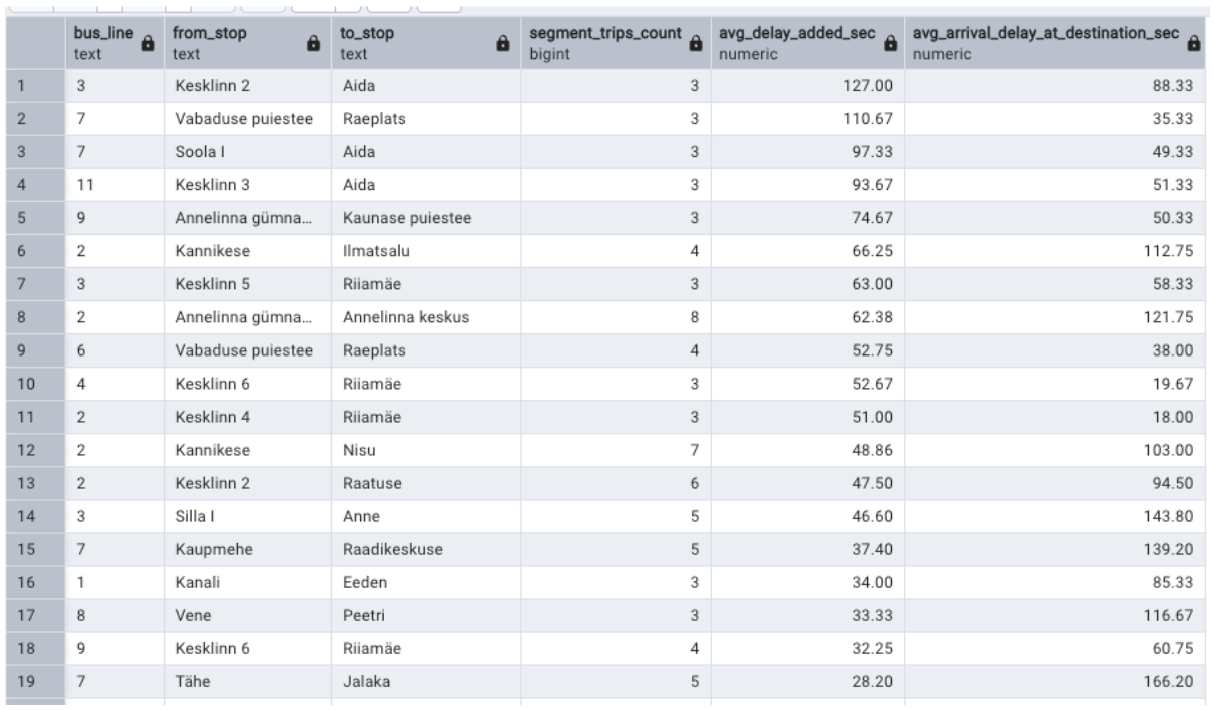 bus_line from_stop to_stop segment_trips_count avg_delay_added_sec avg_arrival_delay_at_destination_sec
text text text bigint numeric numeric
1 3 Kesklinn 2 Aida 3 127.00 88.33
2 7 Vabaduse puiestee Raeplats 3 110.67 35.33
3 7 Soola I Aida 3 97.33 49.33
4 11 Kesklinn 3 Aida 3 93.67 51.33
5 9 Annelinna gümna... Kaunase puiestee 3 74.67 50.33
6 2 Kannikese Ilmatsalu 4 66.25 112.75
7 3 Kesklinn 5 Riiamäe 3 63.00 58.33
8 2 Annelinna gümna... Annelinna keskus 8 62.38 121.75
9 6 Vabaduse puiestee Raeplats 4 52.75 38.00
10 4 Kesklinn 6 Riiamäe 3 52.67 19.67
11 2 Kesklinn 4 Riiamäe 3 51.00 18.00
12 2 Kannikese Nisu 7 48.86 103.00
13 2 Kesklinn 2 Raatuse 6 47.50 94.50
14 3 Silla I Anne 5 46.60 143.80
15 7 Kaupmehe Raadikeskuse 5 37.40 139.20
16 1 Kanali Eeden 3 34.00 85.33
17 8 Vene Peetri 3 33.33 116.67
18 9 Kesklinn 6 Riiamäe 4 32.25 60.75
19 7 Tähe Jalaka 5 28.20 166.20